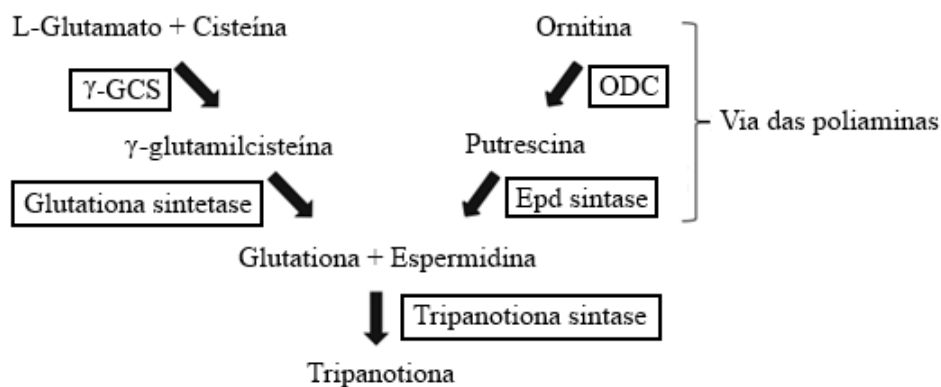 L-Glutamato + Cisteína
Ornitina
γ-GCS
ODC
Via das poliaminas
γ-glutamilcisteína
Putrescina
Glutationa sintetase
Epd sintase
Glutationa + Espermidina
Tripanotiona sintase
Tripanotiona